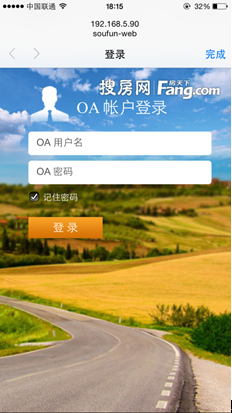 中国联通 18:15 32%
192.168.5.90
soufun-web
登录 完成
搜房网 房天下 Fang.com
OA 帐户登录
OA 用户名
OA 密码
记住密码
登 录